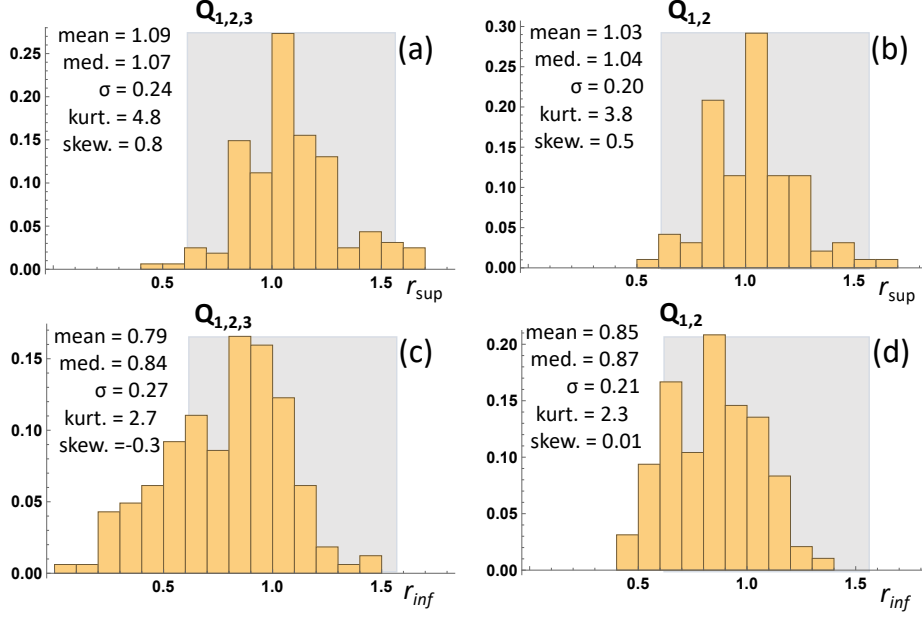 Q1,2,3
(a)
mean = 1.09
med. = 1.07
σ = 0.24
kurt. = 4.8
skew. = 0.8
0.25
0.20
0.15
0.10
0.05
0.00
0.5 1.0 1.5
rsup
Q1,2
(b)
mean = 1.03
med. = 1.04
σ = 0.20
kurt. = 3.8
skew. = 0.5
0.30
0.25
0.20
0.15
0.10
0.05
0.00
0.5 1.0 1.5
rsup
Q1,2,3
(c)
mean = 0.79
med. = 0.84
σ = 0.27
kurt. = 2.7
skew. =-0.3
0.15
0.10
0.05
0.00
0.5 1.0 1.5
rinf
Q1,2
(d)
mean = 0.85
med. = 0.87
σ = 0.21
kurt. = 2.3
skew. = 0.01
0.20
0.15
0.10
0.05
0.00
0.5 1.0 1.5
rinf